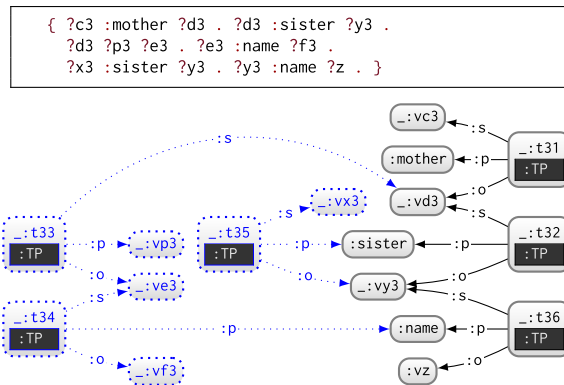 { ?c3 :mother ?d3 . ?d3 :sister ?y3 .
?d3 ?p3 ?e3 . ?e3 :name ?f3 .
?x3 :sister ?y3 . ?y3 :name ?z . }
_:vc3
:s
:s
_:t31
:TP
:mother
:p
:o
_:vd3
_:vx3
:s
:s
_:t33
:TP
:p
_:vp3
_:t35
:TP
:p
:sister
:p
_:t32
:TP
:o
:s
_:ve3
:o
_:vy3
:o
:s
_:t34
:TP
:p
:name
:p
_:t36
:TP
:o
_:vf3
:vz
:o